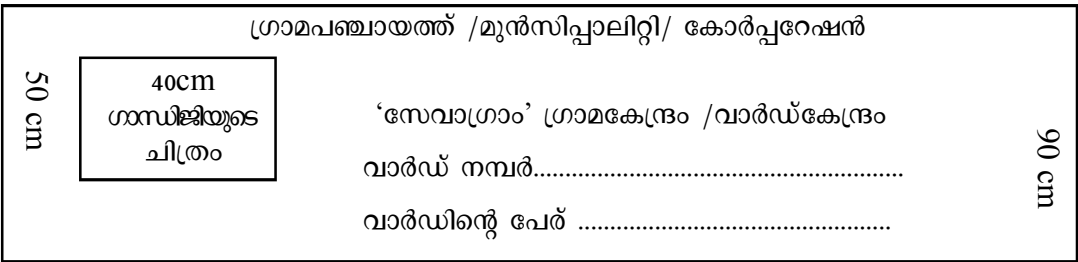 ഗ്രാമപഞ്ചായത്ത് /മുൻസിപ്പാലിറ്റി/ കോർപ്പറേഷൻ
50 cm
40cm
ഗാന്ധിജിയുടെ
ചിത്രം
‘സേവാഗ്രാം’ ഗ്രാമകേന്ദ്രം /വാർഡ്കേന്ദ്രം
വാർഡ് നമ്പർ..........................................................
വാർഡിന്റെ പേര് .................................................
90 cm